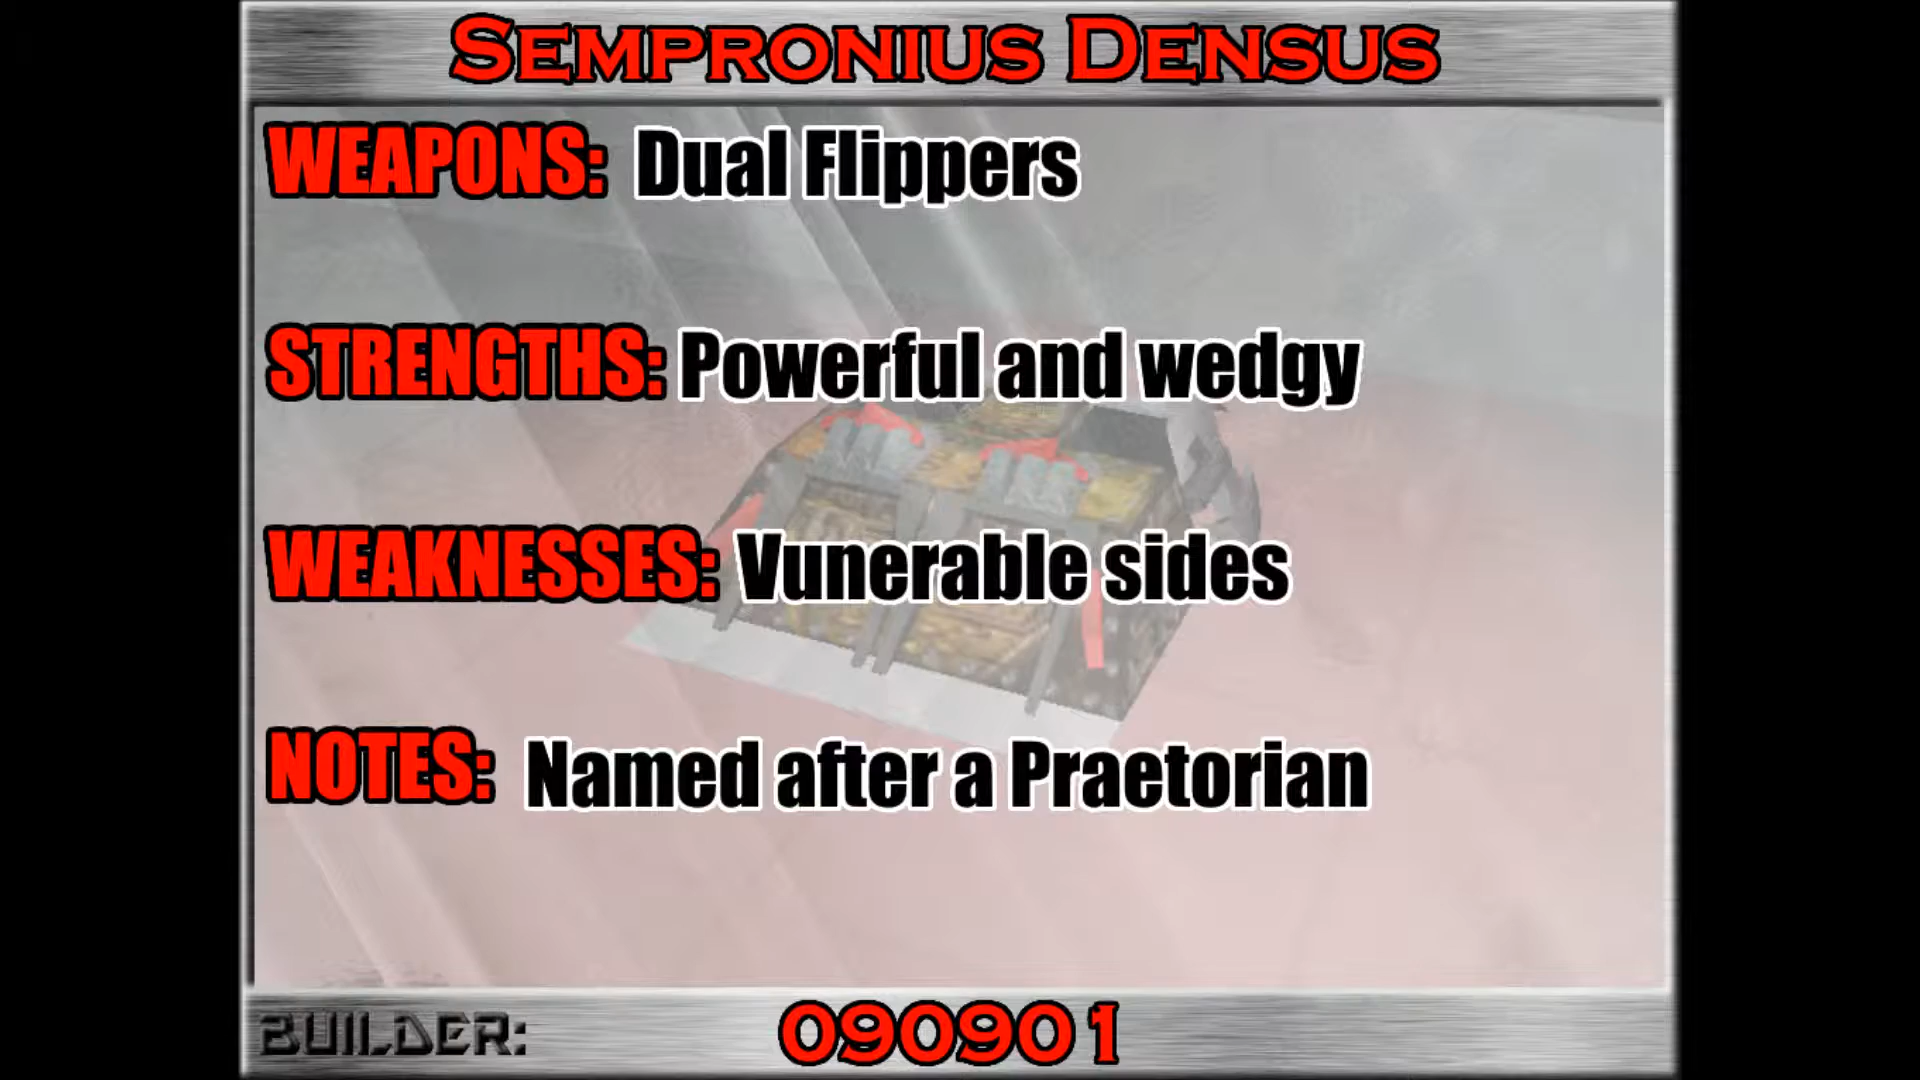 SEMPRONIUS DENSUS
WEAPONS: Dual Flippers
STRENGTHS: Powerful and wedgy
WEAKNESSES: Vunerable sides
NOTES: Named after a Praetorian
BUILDER: 090901